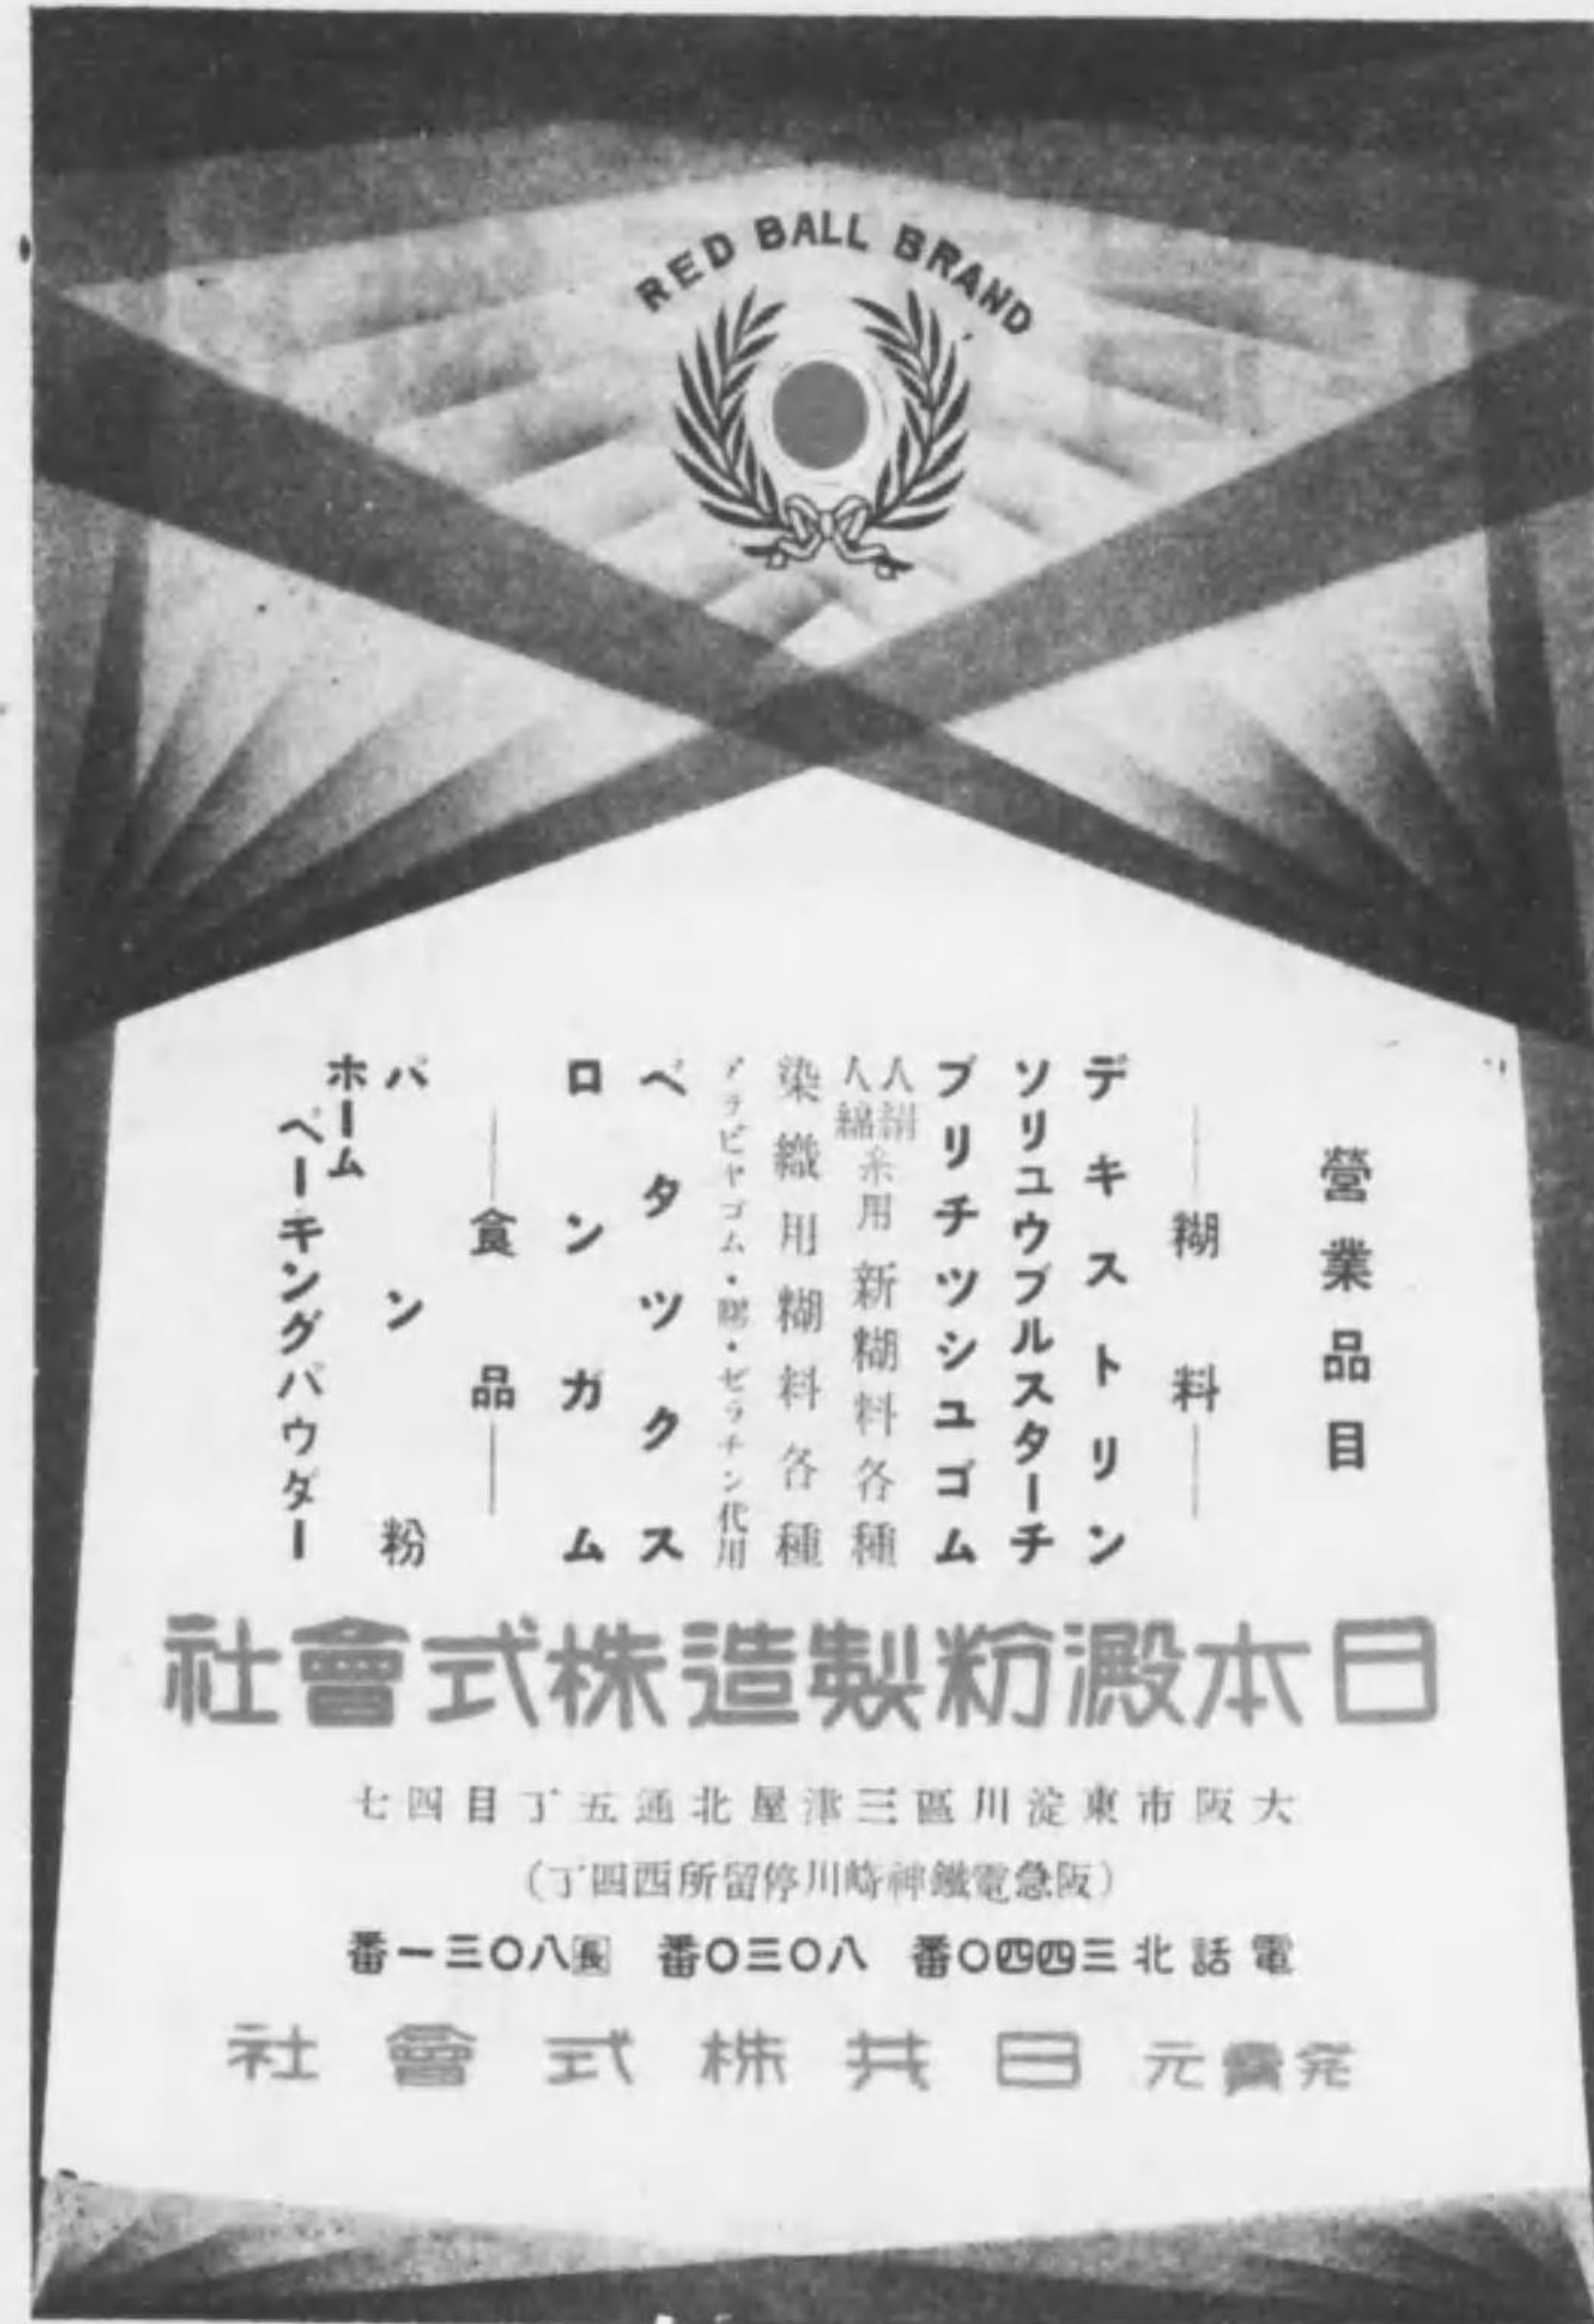 RED BALL BRAND
營業品目
糊料
デキストリン
ソリユウブルスターチ
ブリチツシユゴム
人絹人綿糸用新糊料各種
染織用糊料各種
アラビヤゴム・膠・ゼラチン代用
ペタツクス
ロンガム
食品
パン粉
ホームベーキングパウダー
日本澱粉製造株式會社
大阪市東淀川區三津屋北通五丁目四七
(阪急電鐵神崎川停留所西四丁)
電話北三四四〇番 八〇三〇番 長八〇三一番
発賣元 日共株式會社